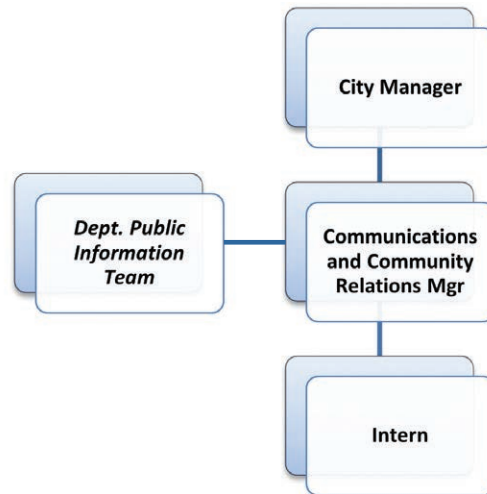 City Manager
Dept. Public
Information
Team
Communications
and Community
Relations Mgr
Intern